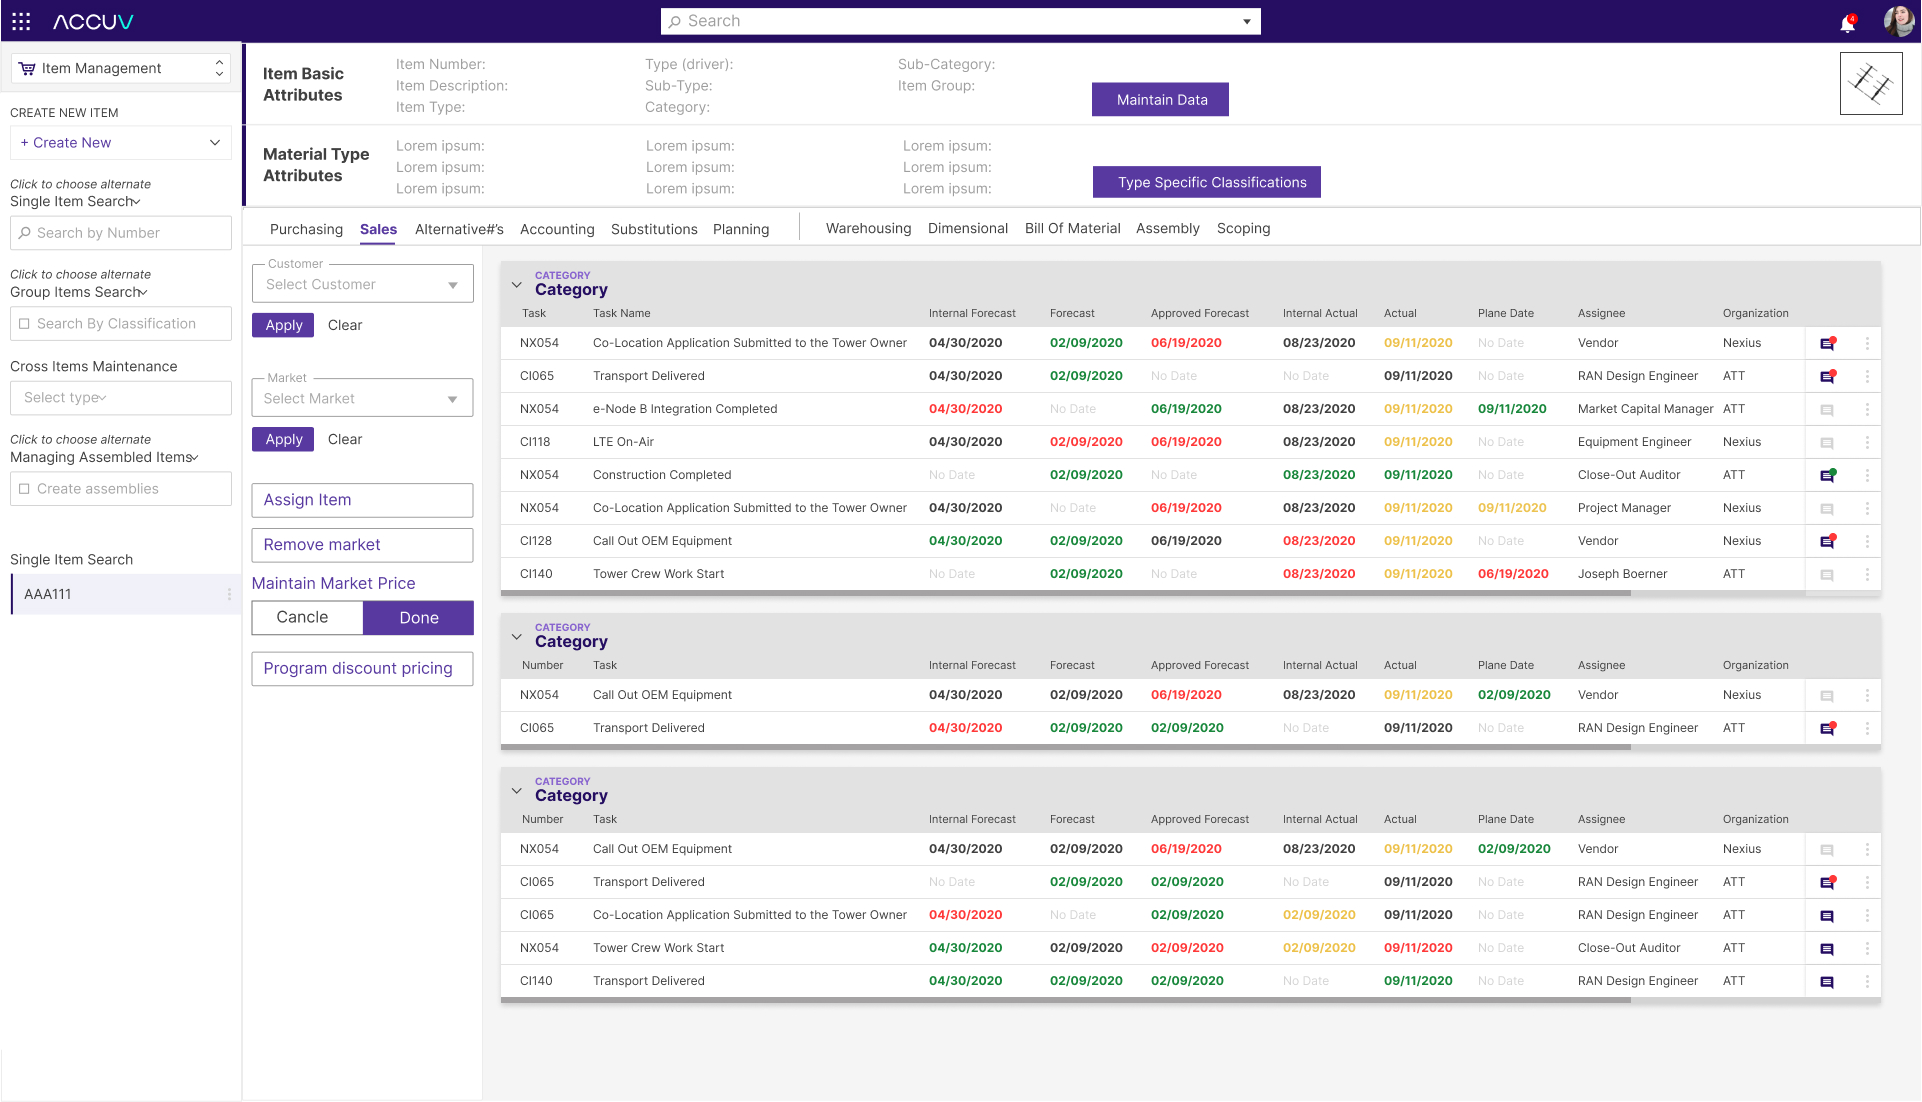 ACCUV
Search
4
Item Management
CREATE NEW ITEM
+ Create New
Click to choose alternate
Single Item Search
Search by Number
Click to choose alternate
Group Items Search
Search By Classification
Cross Items Maintenance
Select type
Click to choose alternate
Managing Assembled Items
Create assemblies
Single Item Search
AAA111
Item Basic
Attributes
Item Number: Type (driver): Sub-Category:
Item Description: Sub-Type: Item Group:
Item Type: Category:
Maintain Data
Material Type
Attributes
Lorem ipsum: Lorem ipsum: Lorem ipsum:
Lorem ipsum: Lorem ipsum: Lorem ipsum:
Lorem ipsum: Lorem ipsum: Lorem ipsum:
Type Specific Classifications
Purchasing Sales Alternative#'s Accounting Substitutions Planning Warehousing Dimensional Bill Of Material Assembly Scoping
Customer
Select Customer
Apply Clear
Market
Select Market
Apply Clear
Assign Item
Remove market
Maintain Market Price
Cancle Done
Program discount pricing
CATEGORY
Category
Task Task Name Internal Forecast Forecast Approved Forecast Internal Actual Actual Plane Date Assignee Organization
NX054 Co-Location Application Submitted to the Tower Owner 04/30/2020 02/09/2020 06/19/2020 08/23/2020 09/11/2020 No Date Vendor Nexius
CI065 Transport Delivered 04/30/2020 02/09/2020 No Date No Date 09/11/2020 No Date RAN Design Engineer ATT
NX054 e-Node B Integration Completed 04/30/2020 No Date 06/19/2020 08/23/2020 09/11/2020 09/11/2020 Market Capital Manager ATT
CI118 LTE On-Air 04/30/2020 02/09/2020 06/19/2020 08/23/2020 09/11/2020 No Date Equipment Engineer Nexius
NX054 Construction Completed No Date 02/09/2020 No Date 08/23/2020 09/11/2020 No Date Close-Out Auditor ATT
NX054 Co-Location Application Submitted to the Tower Owner 04/30/2020 No Date 06/19/2020 08/23/2020 09/11/2020 09/11/2020 Project Manager Nexius
CI128 Call Out OEM Equipment 04/30/2020 02/09/2020 06/19/2020 08/23/2020 09/11/2020 No Date Vendor Nexius
CI140 Tower Crew Work Start No Date 02/09/2020 No Date 08/23/2020 09/11/2020 06/19/2020 Joseph Boerner ATT
CATEGORY
Category
Number Task Internal Forecast Forecast Approved Forecast Internal Actual Actual Plane Date Assignee Organization
NX054 Call Out OEM Equipment 04/30/2020 02/09/2020 06/19/2020 08/23/2020 09/11/2020 02/09/2020 Vendor Nexius
CI065 Transport Delivered 04/30/2020 02/09/2020 02/09/2020 No Date 09/11/2020 No Date RAN Design Engineer ATT
CATEGORY
Category
Number Task Internal Forecast Forecast Approved Forecast Internal Actual Actual Plane Date Assignee Organization
NX054 Call Out OEM Equipment 04/30/2020 02/09/2020 06/19/2020 08/23/2020 09/11/2020 02/09/2020 Vendor Nexius
CI065 Transport Delivered No Date 02/09/2020 02/09/2020 No Date 09/11/2020 No Date RAN Design Engineer ATT
CI065 Co-Location Application Submitted to the Tower Owner 04/30/2020 No Date 02/09/2020 02/09/2020 09/11/2020 No Date RAN Design Engineer ATT
NX054 Tower Crew Work Start 04/30/2020 02/09/2020 02/09/2020 02/09/2020 09/11/2020 No Date Close-Out Auditor ATT
CI140 Transport Delivered 04/30/2020 02/09/2020 02/09/2020 No Date 09/11/2020 No Date RAN Design Engineer ATT